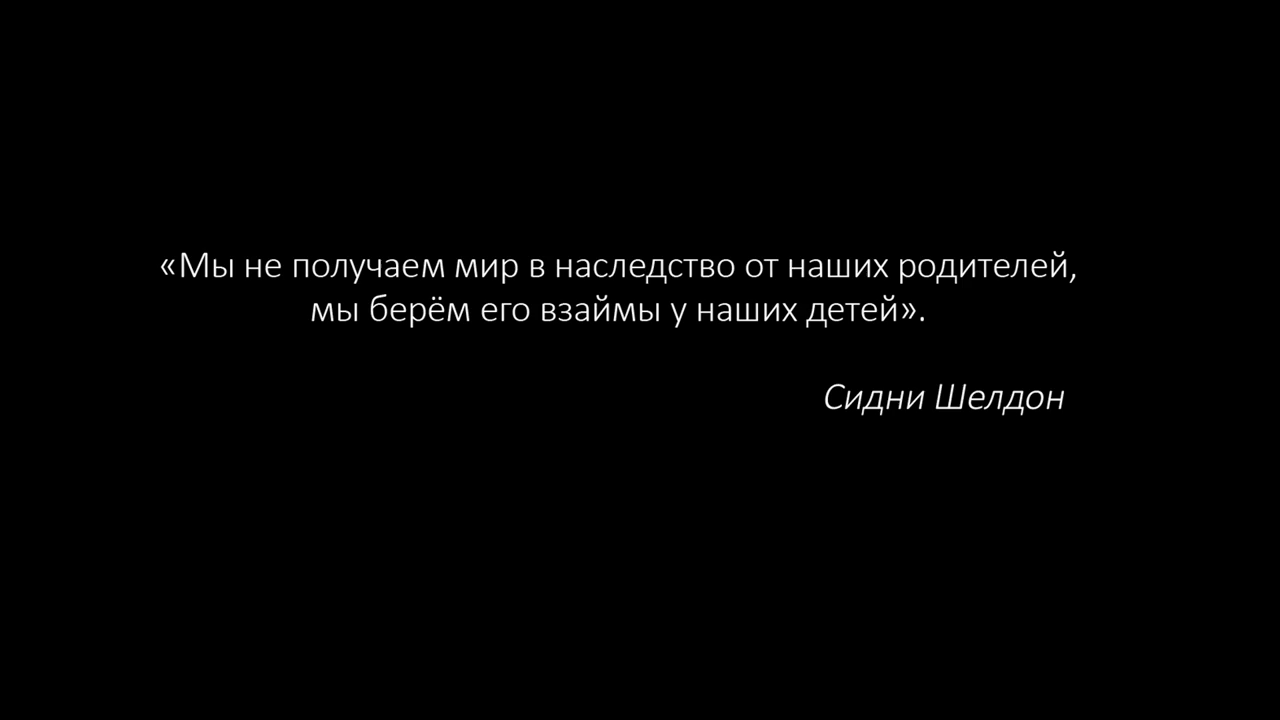 «Мы не получаем мир в наследство от наших родителей,
мы берём его взаймы у наших детей».
Сидни Шелдон